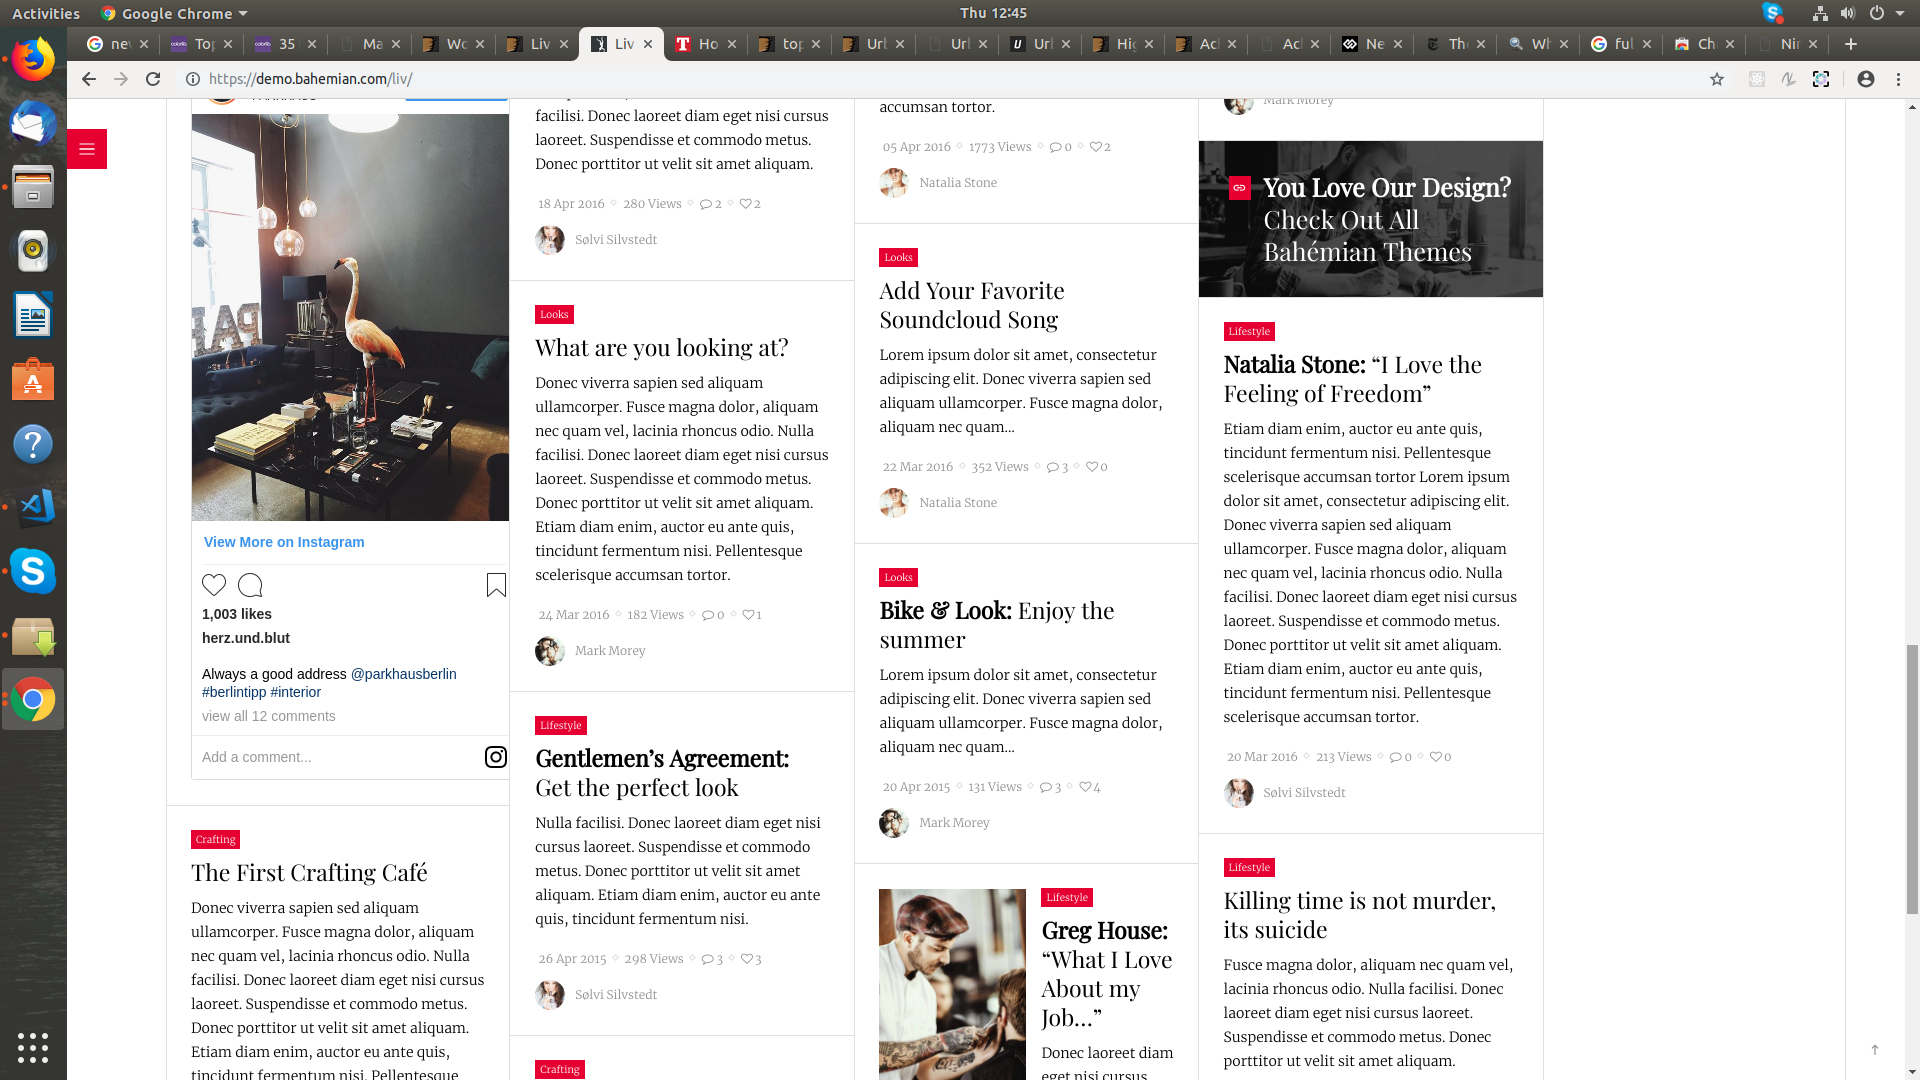 Activities
Google Chrome
Thu 12:45
nev
Top
35
Ma
Wo
Liv
Liv
Ho
top
Urb
Url
Url
Hig
Acl
Acl
Ne
Th
Wh
ful
Ch
Nir
https://demo.bahemian.com/liv/
View More on Instagram
1,003 likes
herz.und.blut
Always a good address @parkhausberlin
#berlintipp #interior
view all 12 comments
Add a comment...
Crafting
The First Crafting Café
Donec viverra sapien sed aliquam
ullamcorper. Fusce magna dolor, aliquam
nec quam vel, lacinia rhoncus odio. Nulla
facilisi. Donec laoreet diam eget nisi cursus
laoreet. Suspendisse et commodo metus.
Donec porttitor ut velit sit amet aliquam.
Etiam diam enim, auctor eu ante quis,
tincidunt fermentum nisi. Pellentesque
facilisi. Donec laoreet diam eget nisi cursus
laoreet. Suspendisse et commodo metus.
Donec porttitor ut velit sit amet aliquam.
18 Apr 2016 280 Views 2 2
Sølvi Silvstedt
Looks
What are you looking at?
Donec viverra sapien sed aliquam
ullamcorper. Fusce magna dolor, aliquam
nec quam vel, lacinia rhoncus odio. Nulla
facilisi. Donec laoreet diam eget nisi cursus
laoreet. Suspendisse et commodo metus.
Donec porttitor ut velit sit amet aliquam.
Etiam diam enim, auctor eu ante quis,
tincidunt fermentum nisi. Pellentesque
scelerisque accumsan tortor.
24 Mar 2016 182 Views 0 1
Mark Morey
Lifestyle
Gentlemen’s Agreement:
Get the perfect look
Nulla facilisi. Donec laoreet diam eget nisi
cursus laoreet. Suspendisse et commodo
metus. Donec porttitor ut velit sit amet
aliquam. Etiam diam enim, auctor eu ante
quis, tincidunt fermentum nisi.
26 Apr 2015 298 Views 3 3
Sølvi Silvstedt
Crafting
accumsan tortor.
05 Apr 2016 1773 Views 0 2
Natalia Stone
Looks
Add Your Favorite
Soundcloud Song
Lorem ipsum dolor sit amet, consectetur
adipiscing elit. Donec viverra sapien sed
aliquam ullamcorper. Fusce magna dolor,
aliquam nec quam...
22 Mar 2016 352 Views 3 0
Natalia Stone
Looks
Bike & Look: Enjoy the
summer
Lorem ipsum dolor sit amet, consectetur
adipiscing elit. Donec viverra sapien sed
aliquam ullamcorper. Fusce magna dolor,
aliquam nec quam...
20 Apr 2015 131 Views 3 4
Mark Morey
Lifestyle
Greg House:
“What I Love
About my
Job...”
Donec laoreet diam
eget nisi cursus
Mark Morey
You Love Our Design?
Check Out All
Bahémian Themes
Lifestyle
Natalia Stone: “I Love the
Feeling of Freedom”
Etiam diam enim, auctor eu ante quis,
tincidunt fermentum nisi. Pellentesque
scelerisque accumsan tortor Lorem ipsum
dolor sit amet, consectetur adipiscing elit.
Donec viverra sapien sed aliquam
ullamcorper. Fusce magna dolor, aliquam
nec quam vel, lacinia rhoncus odio. Nulla
facilisi. Donec laoreet diam eget nisi cursus
laoreet. Suspendisse et commodo metus.
Donec porttitor ut velit sit amet aliquam.
Etiam diam enim, auctor eu ante quis,
tincidunt fermentum nisi. Pellentesque
scelerisque accumsan tortor.
20 Mar 2016 213 Views 0 0
Sølvi Silvstedt
Lifestyle
Killing time is not murder,
its suicide
Fusce magna dolor, aliquam nec quam vel,
lacinia rhoncus odio. Nulla facilisi. Donec
laoreet diam eget nisi cursus laoreet.
Suspendisse et commodo metus. Donec
porttitor ut velit sit amet aliquam.